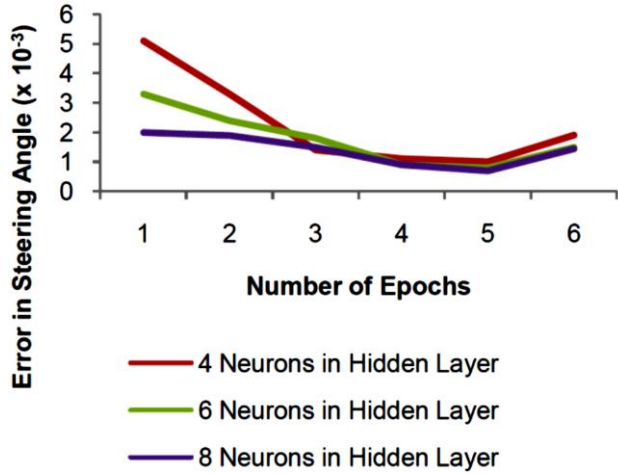 Error in Steering Angle (x 10⁻³)
6
5
4
3
2
1
0
1 2 3 4 5 6
Number of Epochs
4 Neurons in Hidden Layer
6 Neurons in Hidden Layer
8 Neurons in Hidden Layer